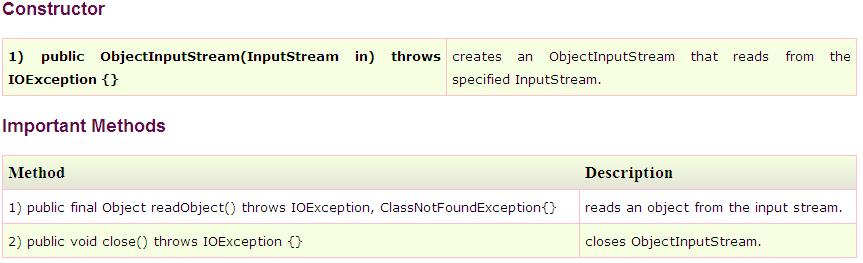 Constructor
1) public ObjectInputStream(InputStream in) throws
IOException {}
creates an ObjectInputStream that reads from the
specified InputStream.
Important Methods
Method Description
1) public final Object readObject() throws IOException, ClassNotFoundException{} reads an object from the input stream.
2) public void close() throws IOException {} closes ObjectInputStream.